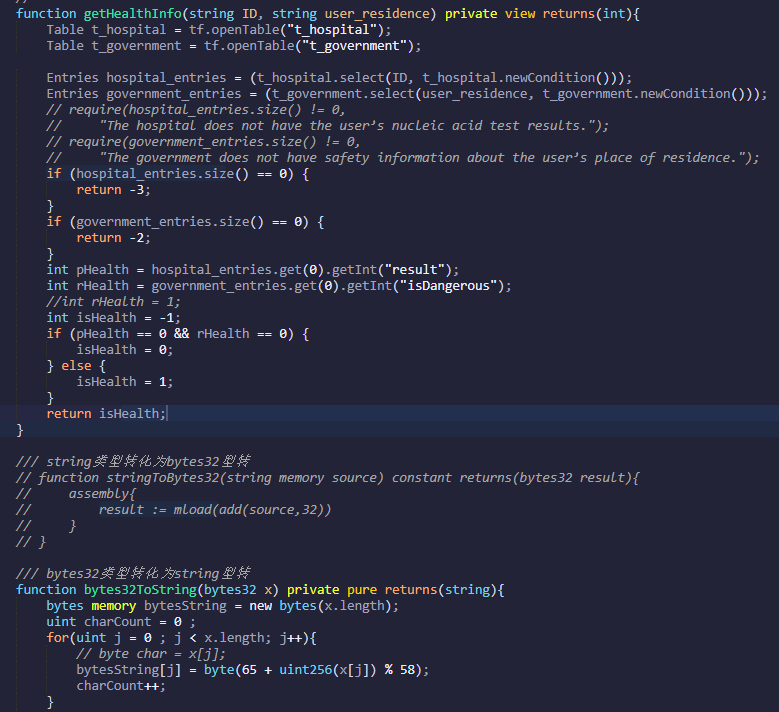 function getHealthInfo(string ID, string user_residence) private view returns(int){
    Table t_hospital = tf.openTable("t_hospital");
    Table t_government = tf.openTable("t_government");

    Entries hospital_entries = (t_hospital.select(ID, t_hospital.newCondition()));
    Entries government_entries = (t_government.select(user_residence, t_government.newCondition()));
    // require(hospital_entries.size() != 0,
    //     "The hospital does not have the user’s nucleic acid test results.");
    // require(government_entries.size() != 0,
    //     "The government does not have safety information about the user’s place of residence.");
    if (hospital_entries.size() == 0) {
        return -3;
    }
    if (government_entries.size() == 0) {
        return -2;
    }
    int pHealth = hospital_entries.get(0).getInt("result");
    int rHealth = government_entries.get(0).getInt("isDangerous");
    //int rHealth = 1;
    int isHealth = -1;
    if (pHealth == 0 && rHealth == 0) {
        isHealth = 0;
    } else {
        isHealth = 1;
    }
    return isHealth;
}

/// string类型转化为bytes32型转
// function stringToBytes32(string memory source) constant returns(bytes32 result){
//     assembly{
//         result := mload(add(source,32))
//     }
// }

/// bytes32类型转化为string型转
function bytes32ToString(bytes32 x) private pure returns(string){
    bytes memory bytesString = new bytes(x.length);
    uint charCount = 0 ;
    for(uint j = 0 ; j < x.length; j++){
        // byte char = x[j];
        bytesString[j] = byte(65 + uint256(x[j]) % 58);
        charCount++;
    }